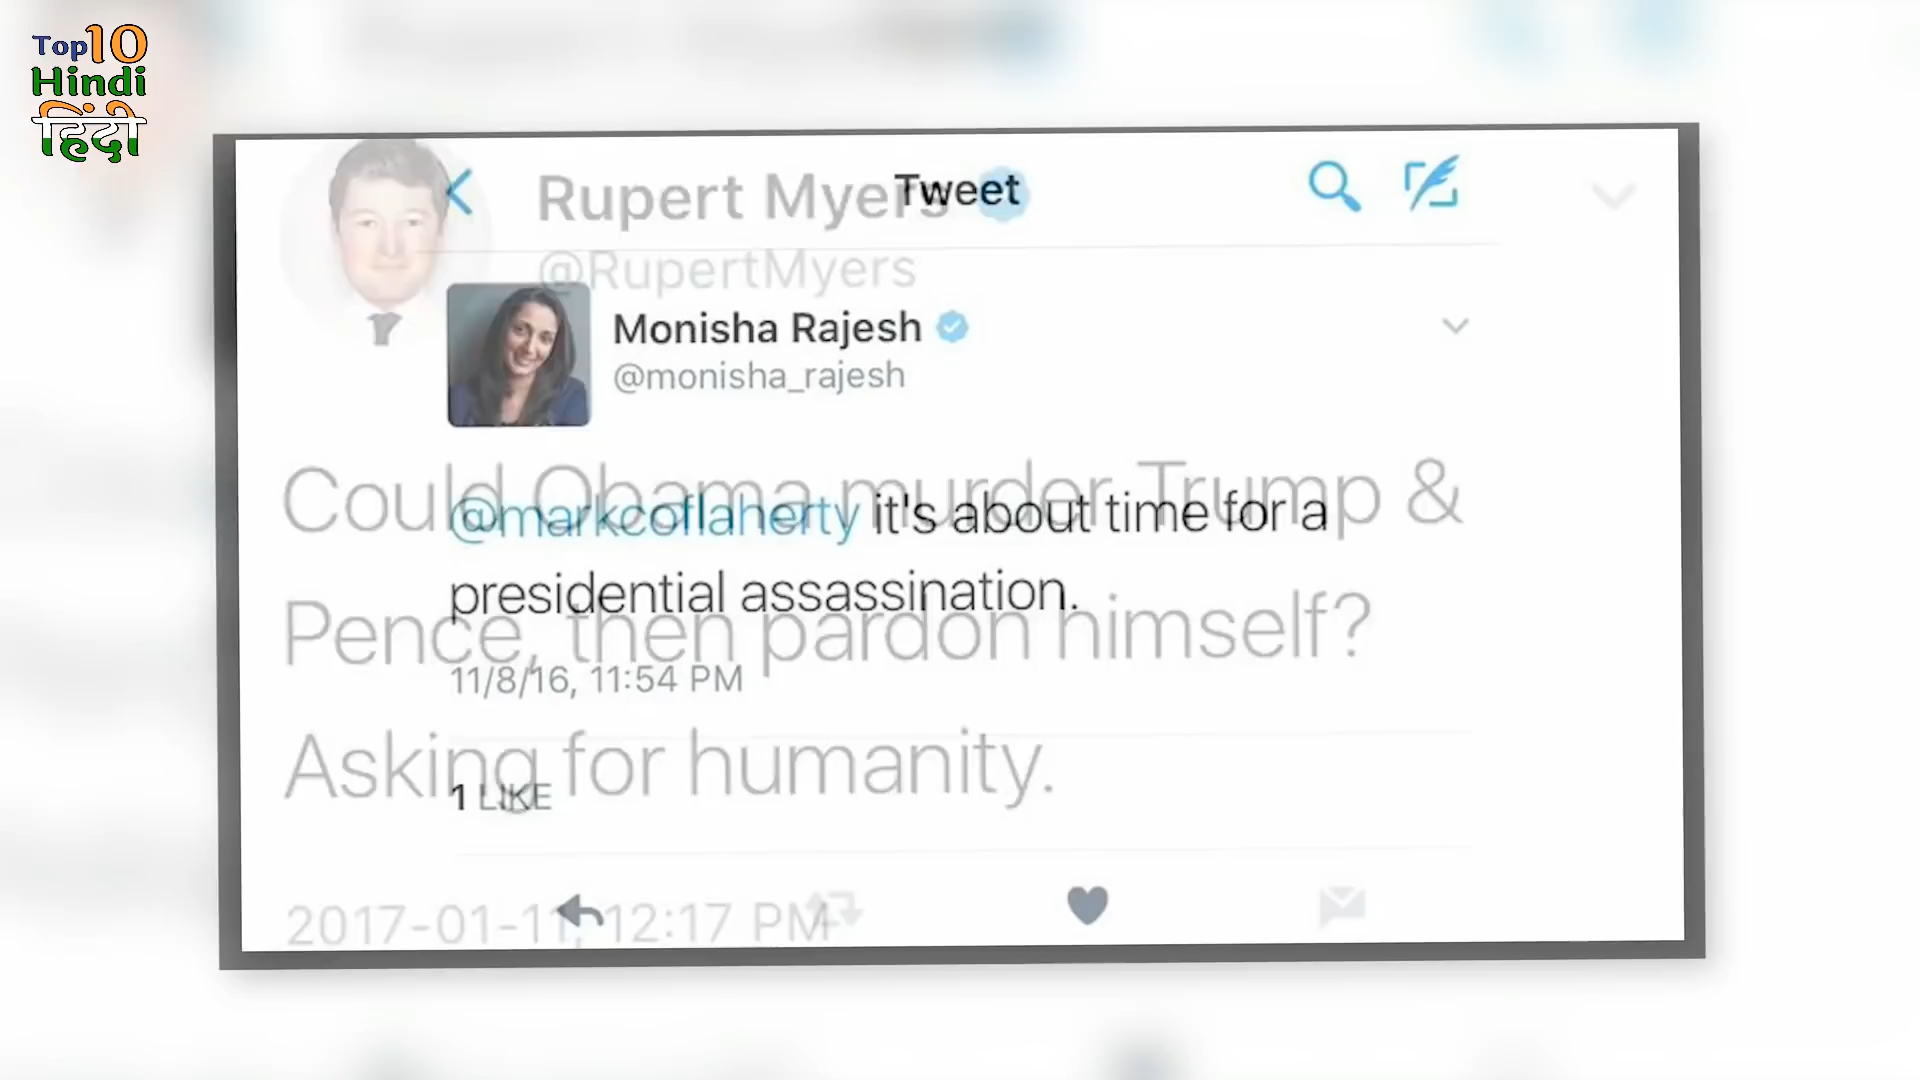 Top10
Hindi
हिंदी
Tweet
Rupert Myers
@RupertMyers
Monisha Rajesh
@monisha_rajesh
@markcoflaherty it's about time for a
presidential assassination.
11/8/16, 11:54 PM
1 LIKE
Could Obama murder Trump &
Pence, then pardon himself?
Asking for humanity.
2017-01-11, 12:17 PM